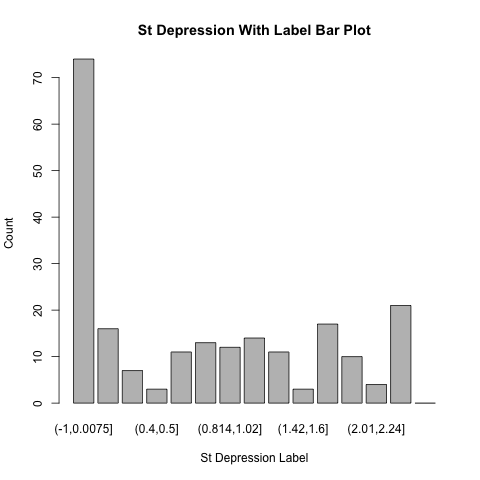 St Depression With Label Bar Plot
70
60
50
40
30
20
10
0
Count
(-1,0.0075] (0.4,0.5] (0.814,1.02] (1.42,1.6] (2.01,2.24]
St Depression Label